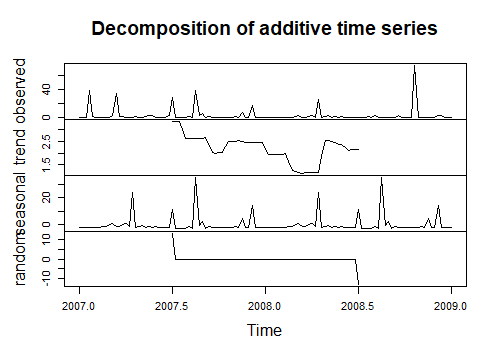 Decomposition of additive time series
observed
0 40
trend
1.5 2.5
seasonal
0 20
random
-10 0 10
2007.0 2007.5 2008.0 2008.5 2009.0
Time